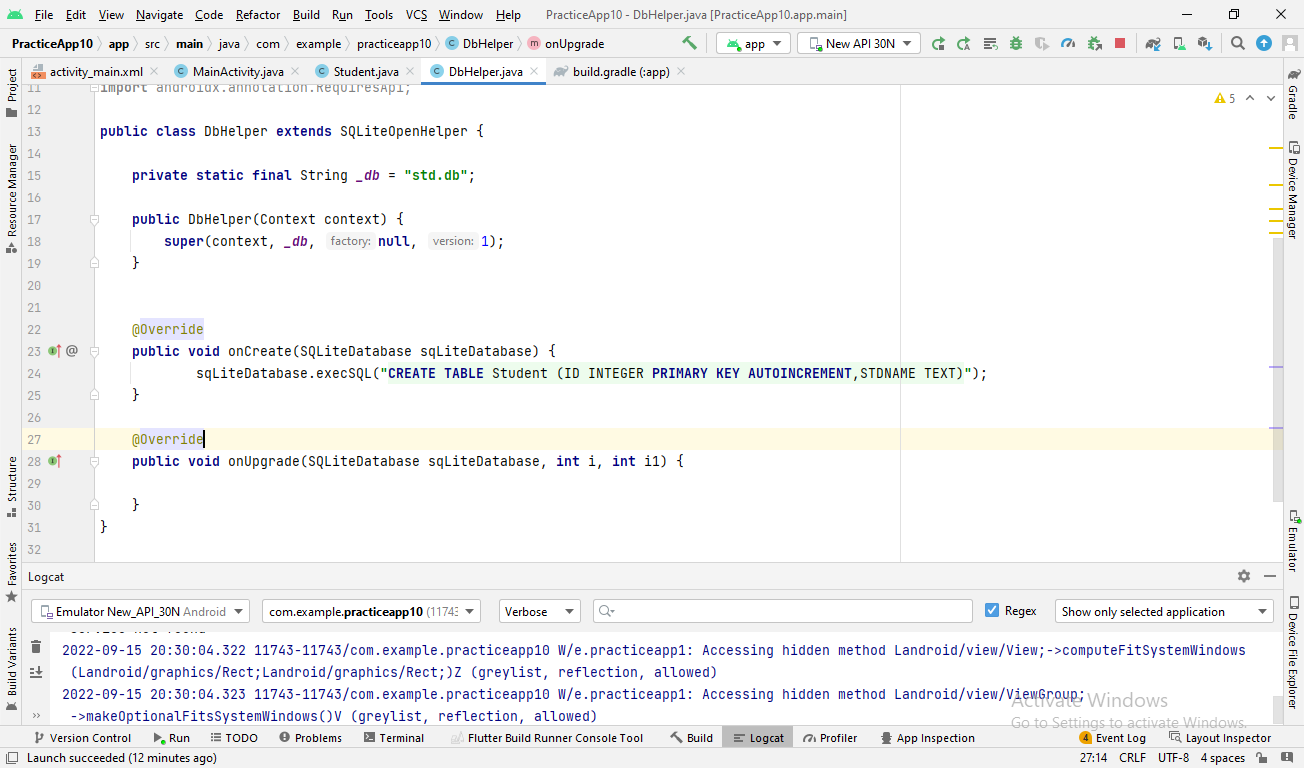 File Edit View Navigate Code Refactor Build Run Tools VCS Window Help PracticeApp10 - DbHelper.java [PracticeApp10.app.main]
PracticeApp10 app src main java com example practiceapp10 DbHelper onUpgrade app New API 30N
activity_main.xml MainActivity.java Student.java DbHelper.java build.gradle (:app)
Project
Resource Manager
Structure
Favorites
Build Variants
11 import androidx.annotation.RequiresApi;
12
13 public class DbHelper extends SQLiteOpenHelper {
14
15 private static final String _db = "std.db";
16
17 public DbHelper(Context context) {
18 super(context, _db, factory: null, version: 1);
19 }
20
21
22 @Override
23 @ public void onCreate(SQLiteDatabase sqLiteDatabase) {
24 sqLiteDatabase.execSQL("CREATE TABLE Student (ID INTEGER PRIMARY KEY AUTOINCREMENT,STDNAME TEXT)");
25 }
26
27 @Override
28 public void onUpgrade(SQLiteDatabase sqLiteDatabase, int i, int i1) {
29
30 }
31 }
32
5
Gradle
Device Manager
Emulator
Device File Explorer
Logcat
Emulator New_API_30N Android com.example.practiceapp10 (1174 Verbose Regex Show only selected application
2022-09-15 20:30:04.322 11743-11743/com.example.practiceapp10 W/e.practiceapp1: Accessing hidden method Landroid/view/View;->computeFitSystemWindows
(Landroid/graphics/Rect;Landroid/graphics/Rect;)Z (greylist, reflection, allowed)
2022-09-15 20:30:04.323 11743-11743/com.example.practiceapp10 W/e.practiceapp1: Accessing hidden method Landroid/view/ViewGroup;
->makeOptionalFitsSystemWindows()V (greylist, reflection, allowed)
Activate Windows
Go to Settings to activate Windows.
Version Control Run TODO Problems Terminal Flutter Build Runner Console Tool Build Logcat Profiler App Inspection 4 Event Log Layout Inspector
Launch succeeded (12 minutes ago) 27:14 CRLF UTF-8 4 spaces